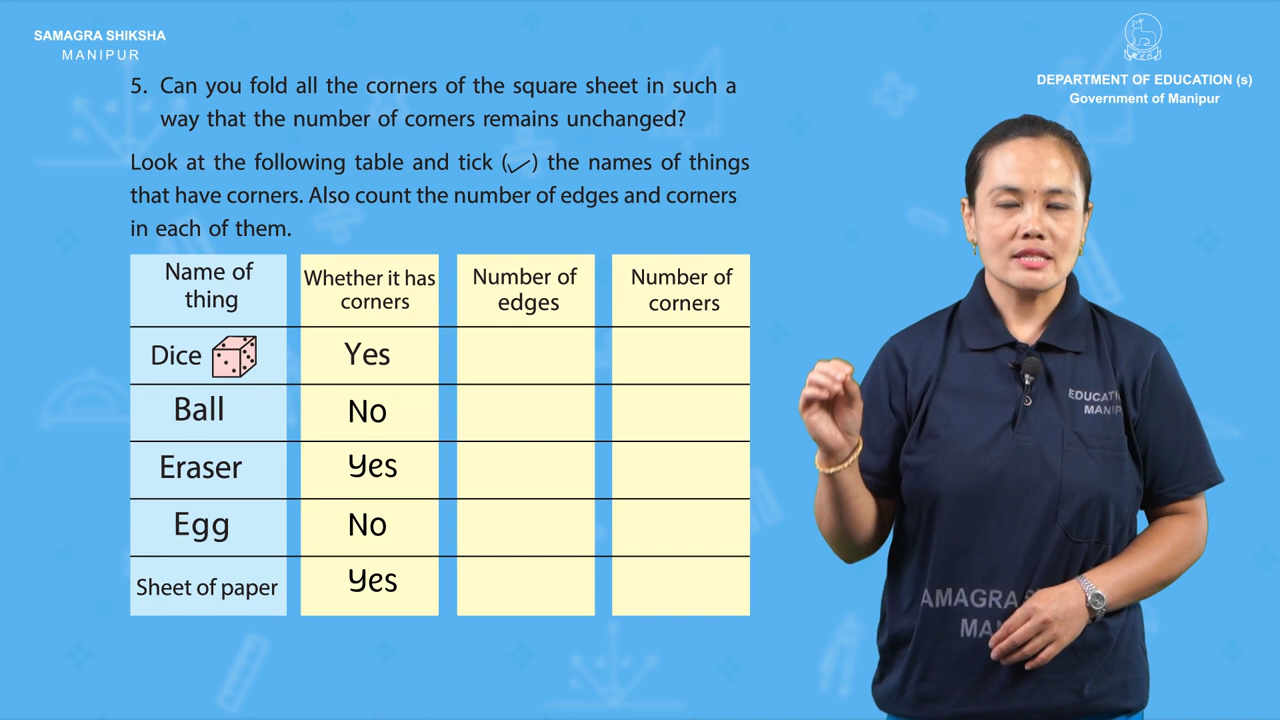 SAMAGRA SHIKSHA
MANIPUR
DEPARTMENT OF EDUCATION (s)
Government of Manipur
5. Can you fold all the corners of the square sheet in such a
way that the number of corners remains unchanged?
Look at the following table and tick (✓) the names of things
that have corners. Also count the number of edges and corners
in each of them.
Name of thing
Whether it has corners
Number of edges
Number of corners
Dice Yes
Ball No
Eraser Yes
Egg No
Sheet of paper Yes
MANIP
MAN